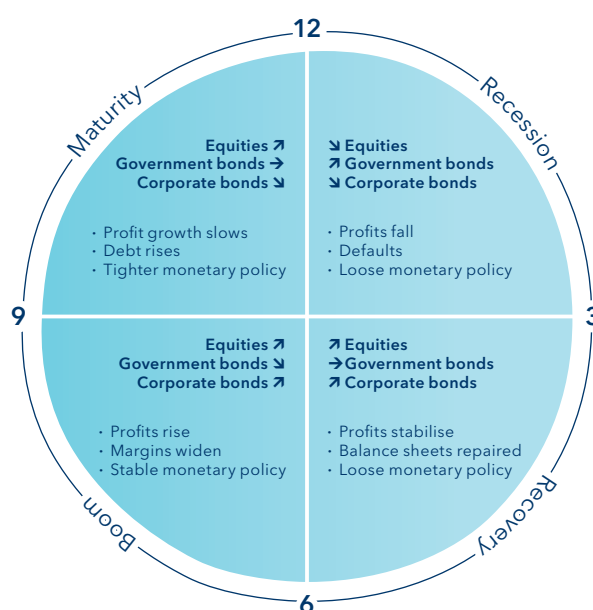 12
Maturity
Recession
Equities ↗
Government bonds →
Corporate bonds ↘
· Profit growth slows
· Debt rises
· Tighter monetary policy
↘ Equities
↗ Government bonds
↘ Corporate bonds
· Profits fall
· Defaults
· Loose monetary policy
9
3
Equities ↗
Government bonds ↘
Corporate bonds ↗
· Profits rise
· Margins widen
· Stable monetary policy
↗ Equities
→ Government bonds
↗ Corporate bonds
· Profits stabilise
· Balance sheets repaired
· Loose monetary policy
Boom
Recovery
6